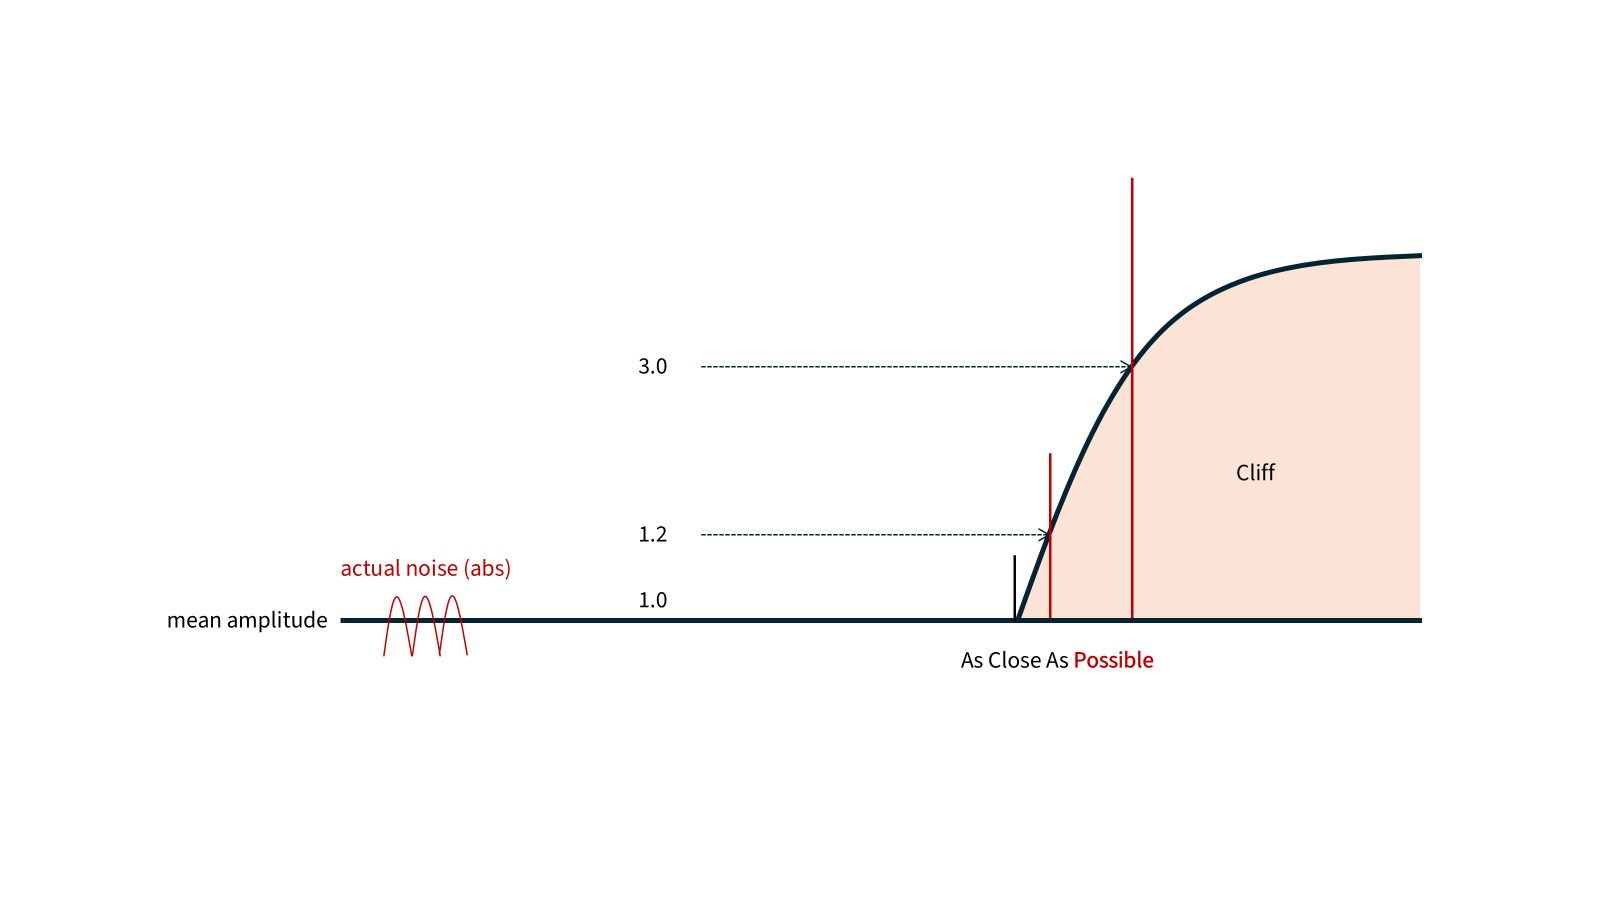 3.0
Cliff
1.2
actual noise (abs)
1.0
mean amplitude
As Close As Possible